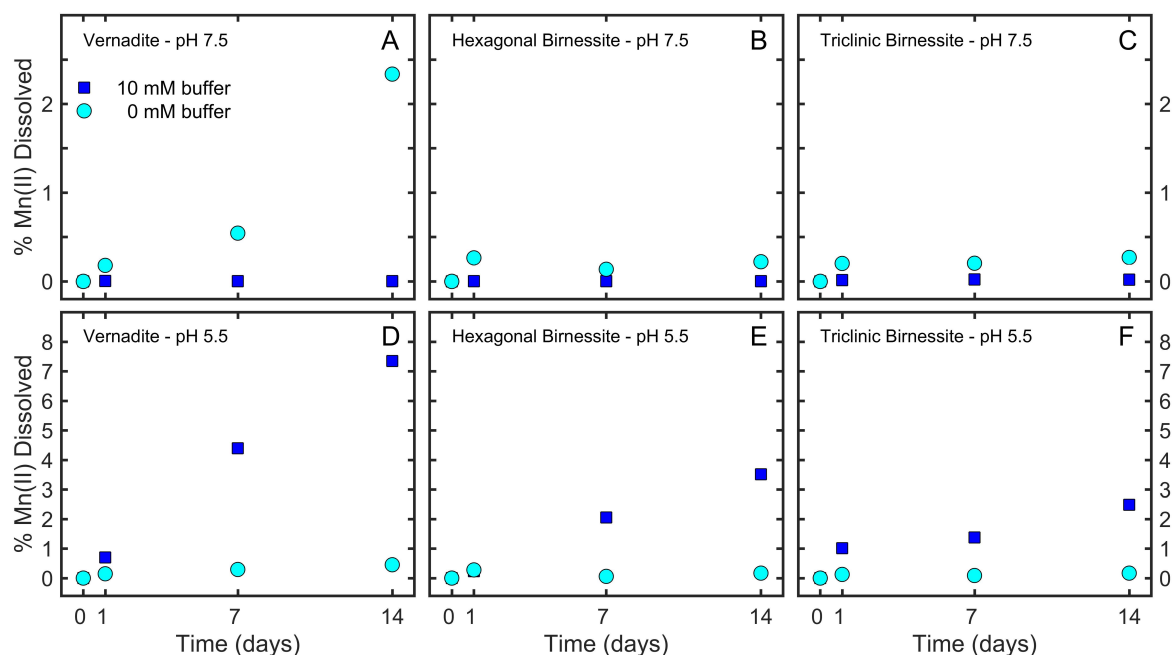 Vernadite - pH 7.5 A
Hexagonal Birnessite - pH 7.5 B
Triclinic Birnessite - pH 7.5 C
10 mM buffer
0 mM buffer
% Mn(II) Dissolved
2
1
0
2
1
0
Vernadite - pH 5.5 D
Hexagonal Birnessite - pH 5.5 E
Triclinic Birnessite - pH 5.5 F
% Mn(II) Dissolved
8
7
6
5
4
3
2
1
0
8
7
6
5
4
3
2
1
0
0 1 7 14
0 1 7 14
0 1 7 14
Time (days)
Time (days)
Time (days)